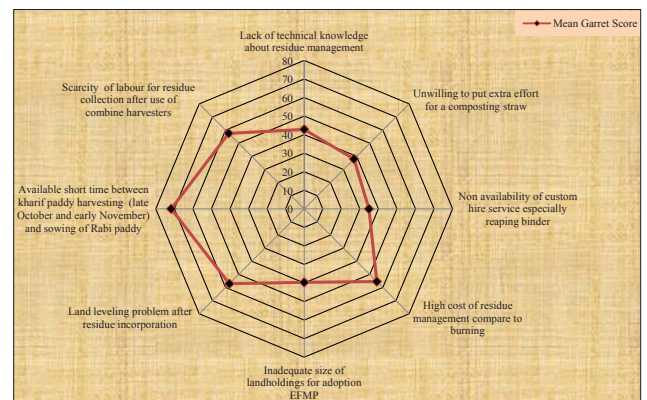 Mean Garret Score
Lack of technical knowledge
about residue management
80
70
60
50
40
30
20
10
0
Unwilling to put extra effort
for a composting straw
Non availability of custom
hire service especially
reaping binder
High cost of residue
management compare to
burning
Inadequate size of
landholdings for adoption
EFMP
Land leveling problem after
residue incorporation
Available short time between
kharif paddy harvesting (late
October and early November)
and sowing of Rabi paddy
Scarcity of labour for residue
collection after use of
combine harvesters